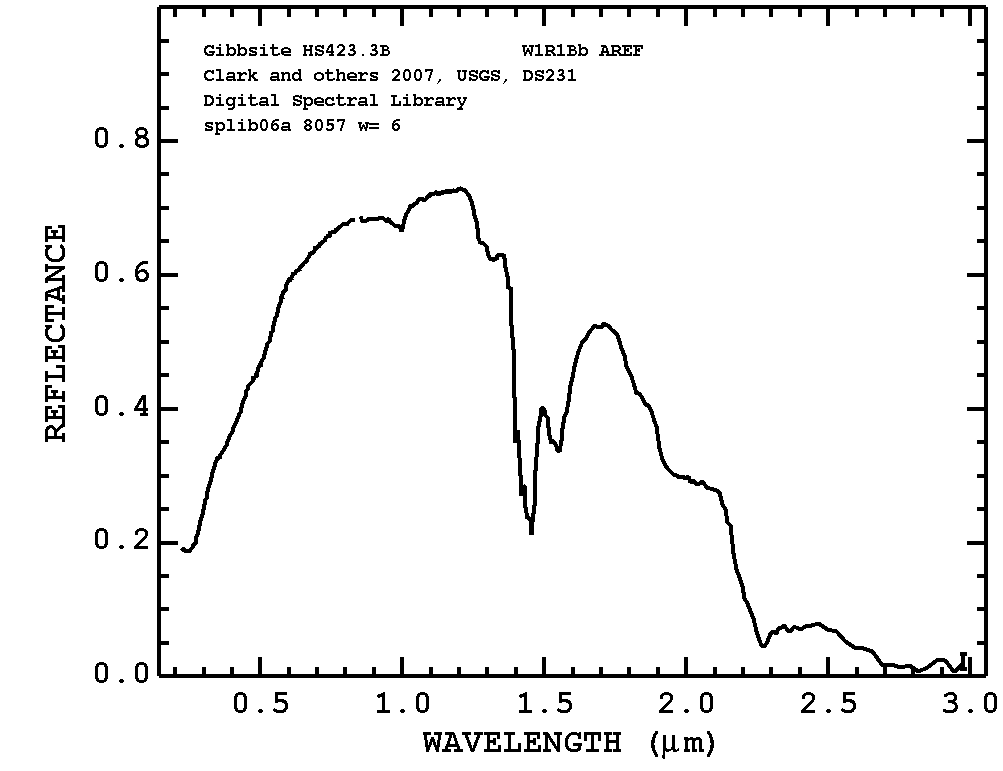 Gibbsite HS423.3B W1R1Bb AREF
Clark and others 2007, USGS, DS231
Digital Spectral Library
splib06a 8057 w= 6
REFLECTANCE
0.8
0.6
0.4
0.2
0.0
0.5 1.0 1.5 2.0 2.5 3.0
WAVELENGTH (μm)